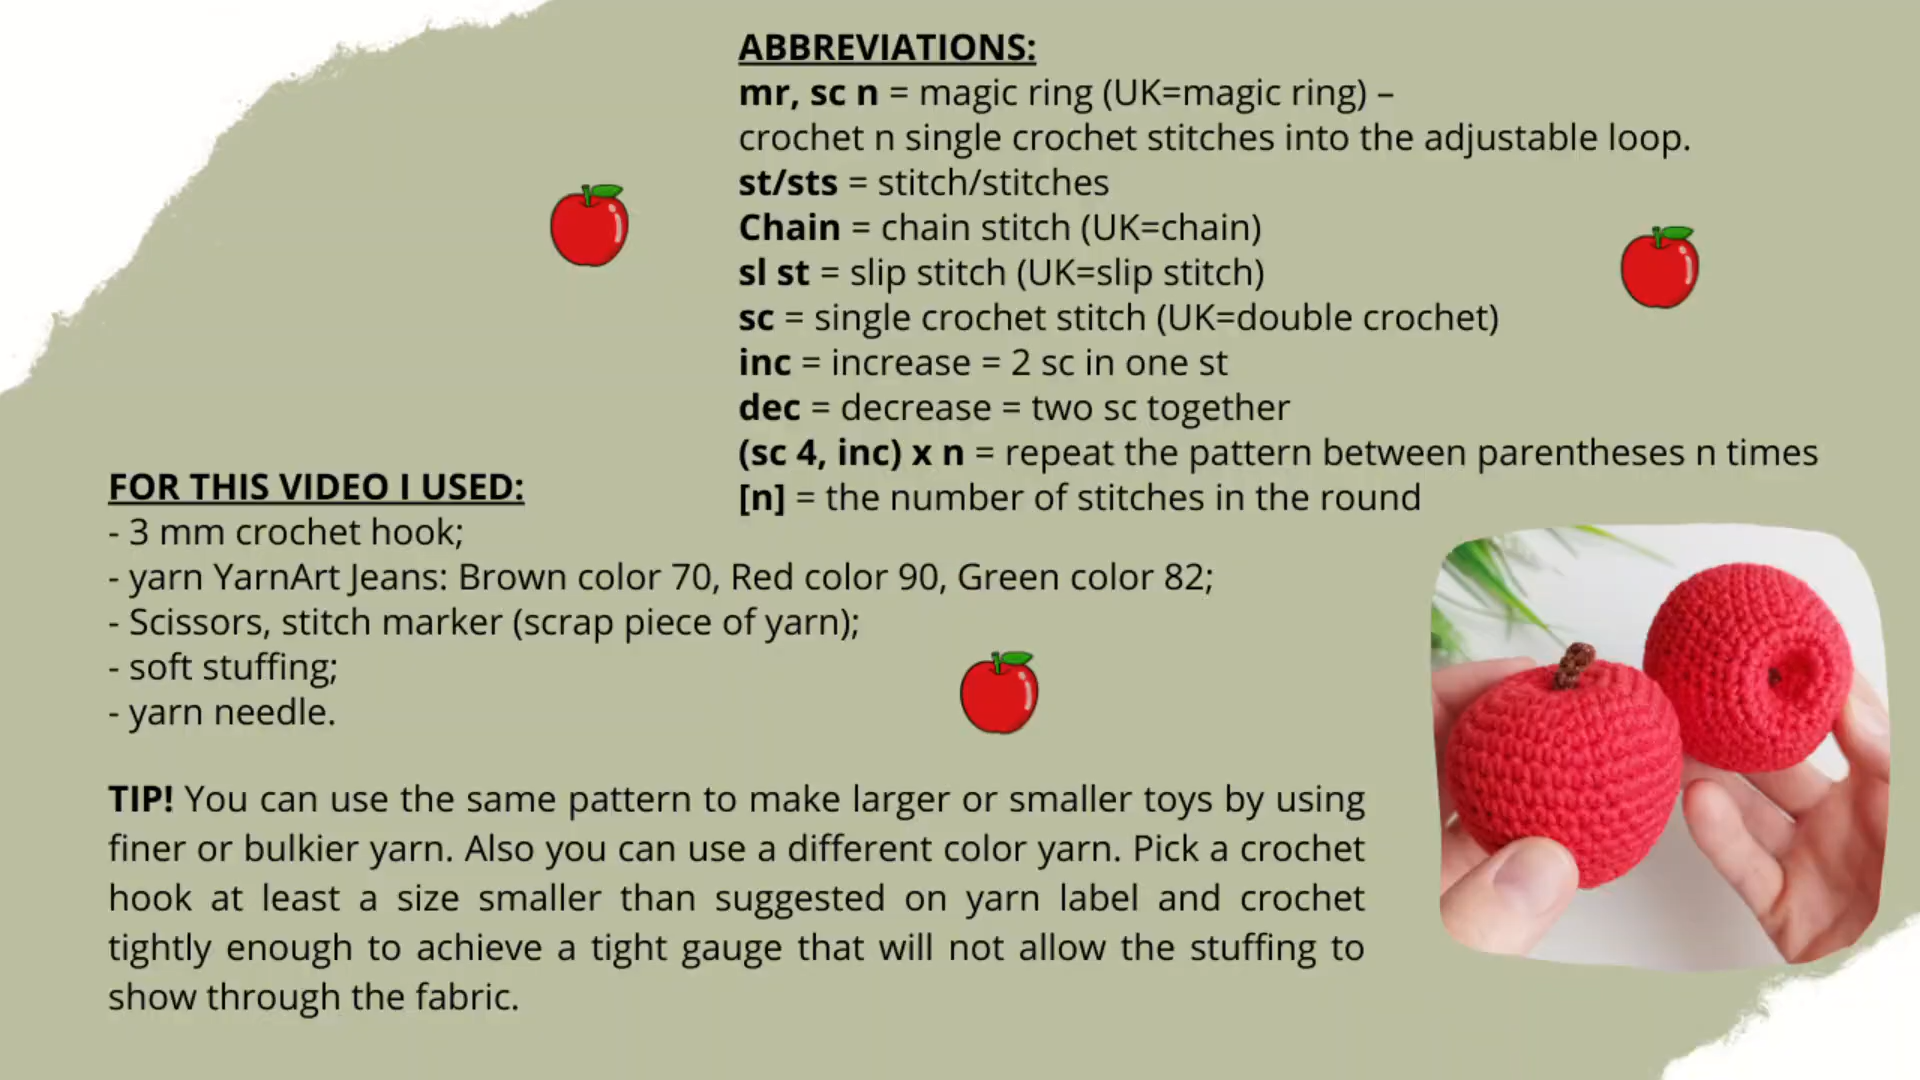 ABBREVIATIONS:
mr, sc n = magic ring (UK=magic ring) –
crochet n single crochet stitches into the adjustable loop.
st/sts = stitch/stitches
Chain = chain stitch (UK=chain)
sl st = slip stitch (UK=slip stitch)
sc = single crochet stitch (UK=double crochet)
inc = increase = 2 sc in one st
dec = decrease = two sc together
(sc 4, inc) x n = repeat the pattern between parentheses n times
[n] = the number of stitches in the round
FOR THIS VIDEO I USED:
- 3 mm crochet hook;
- yarn YarnArt Jeans: Brown color 70, Red color 90, Green color 82;
- Scissors, stitch marker (scrap piece of yarn);
- soft stuffing;
- yarn needle.
TIP! You can use the same pattern to make larger or smaller toys by using
finer or bulkier yarn. Also you can use a different color yarn. Pick a crochet
hook at least a size smaller than suggested on yarn label and crochet
tightly enough to achieve a tight gauge that will not allow the stuffing to
show through the fabric.